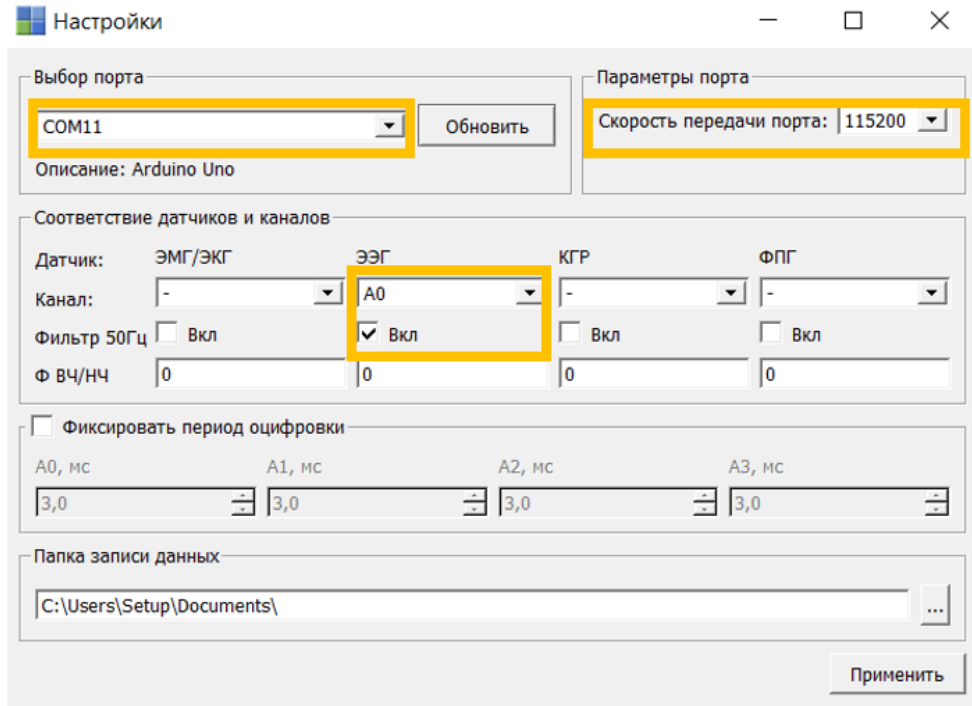 Настройки
Выбор порта
Параметры порта
COM11
Обновить
Скорость передачи порта: 115200
Описание: Arduino Uno
Соответствие датчиков и каналов
Датчик: ЭМГ/ЭКГ ЭЭГ КГР ФПГ
Канал: - A0 - -
Фильтр 50Гц Вкл Вкл Вкл Вкл
Ф ВЧ/НЧ 0 0 0 0
Фиксировать период оцифровки
A0, мс A1, мс A2, мс A3, мс
3,0 3,0 3,0 3,0
Папка записи данных
C:\Users\Setup\Documents\
...
Применить